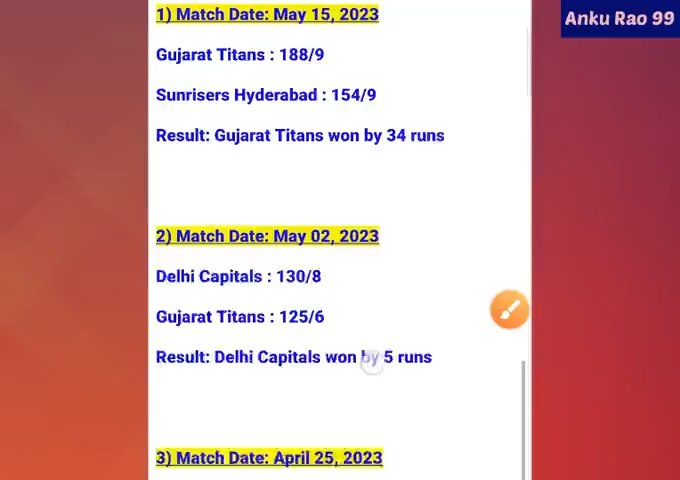 Anku Rao 99
1) Match Date: May 15, 2023
Gujarat Titans : 188/9
Sunrisers Hyderabad : 154/9
Result: Gujarat Titans won by 34 runs
2) Match Date: May 02, 2023
Delhi Capitals : 130/8
Gujarat Titans : 125/6
Result: Delhi Capitals won by 5 runs
3) Match Date: April 25, 2023